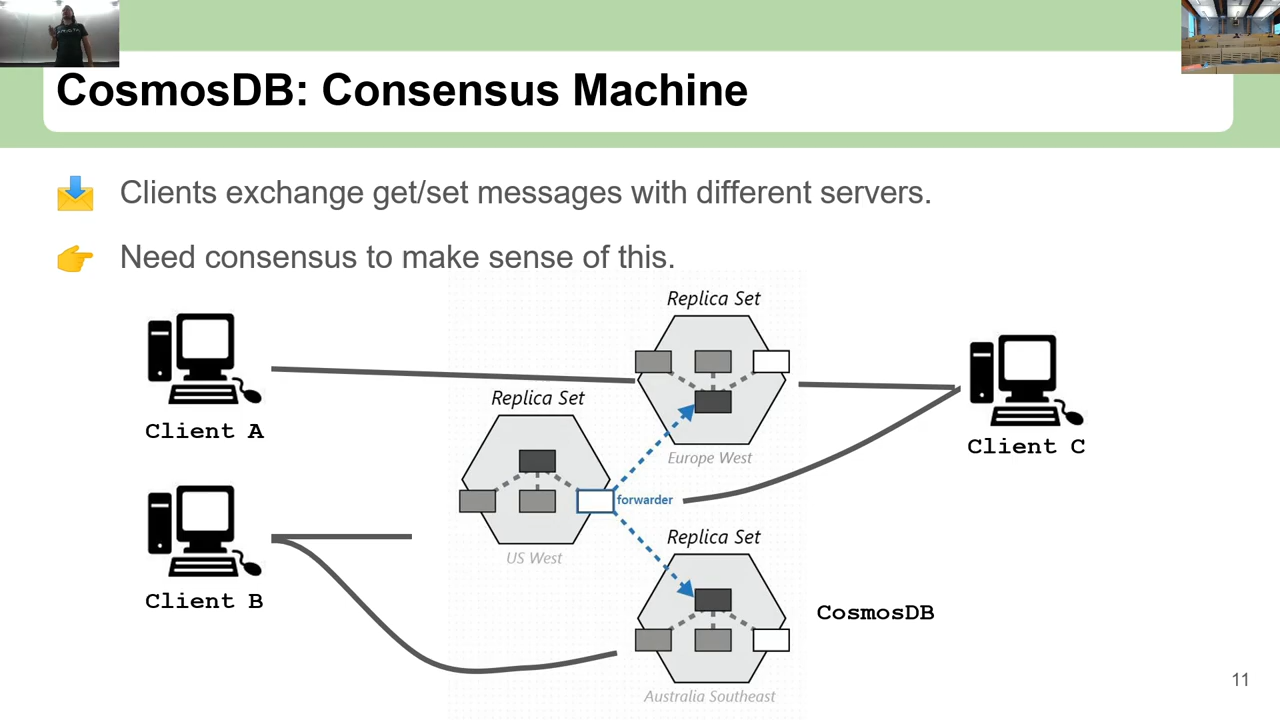 CosmosDB: Consensus Machine
Clients exchange get/set messages with different servers.
Need consensus to make sense of this.
Replica Set
Europe West
Replica Set
forwarder
US West
Replica Set
Australia Southeast
Client A
Client B
Client C
CosmosDB
11